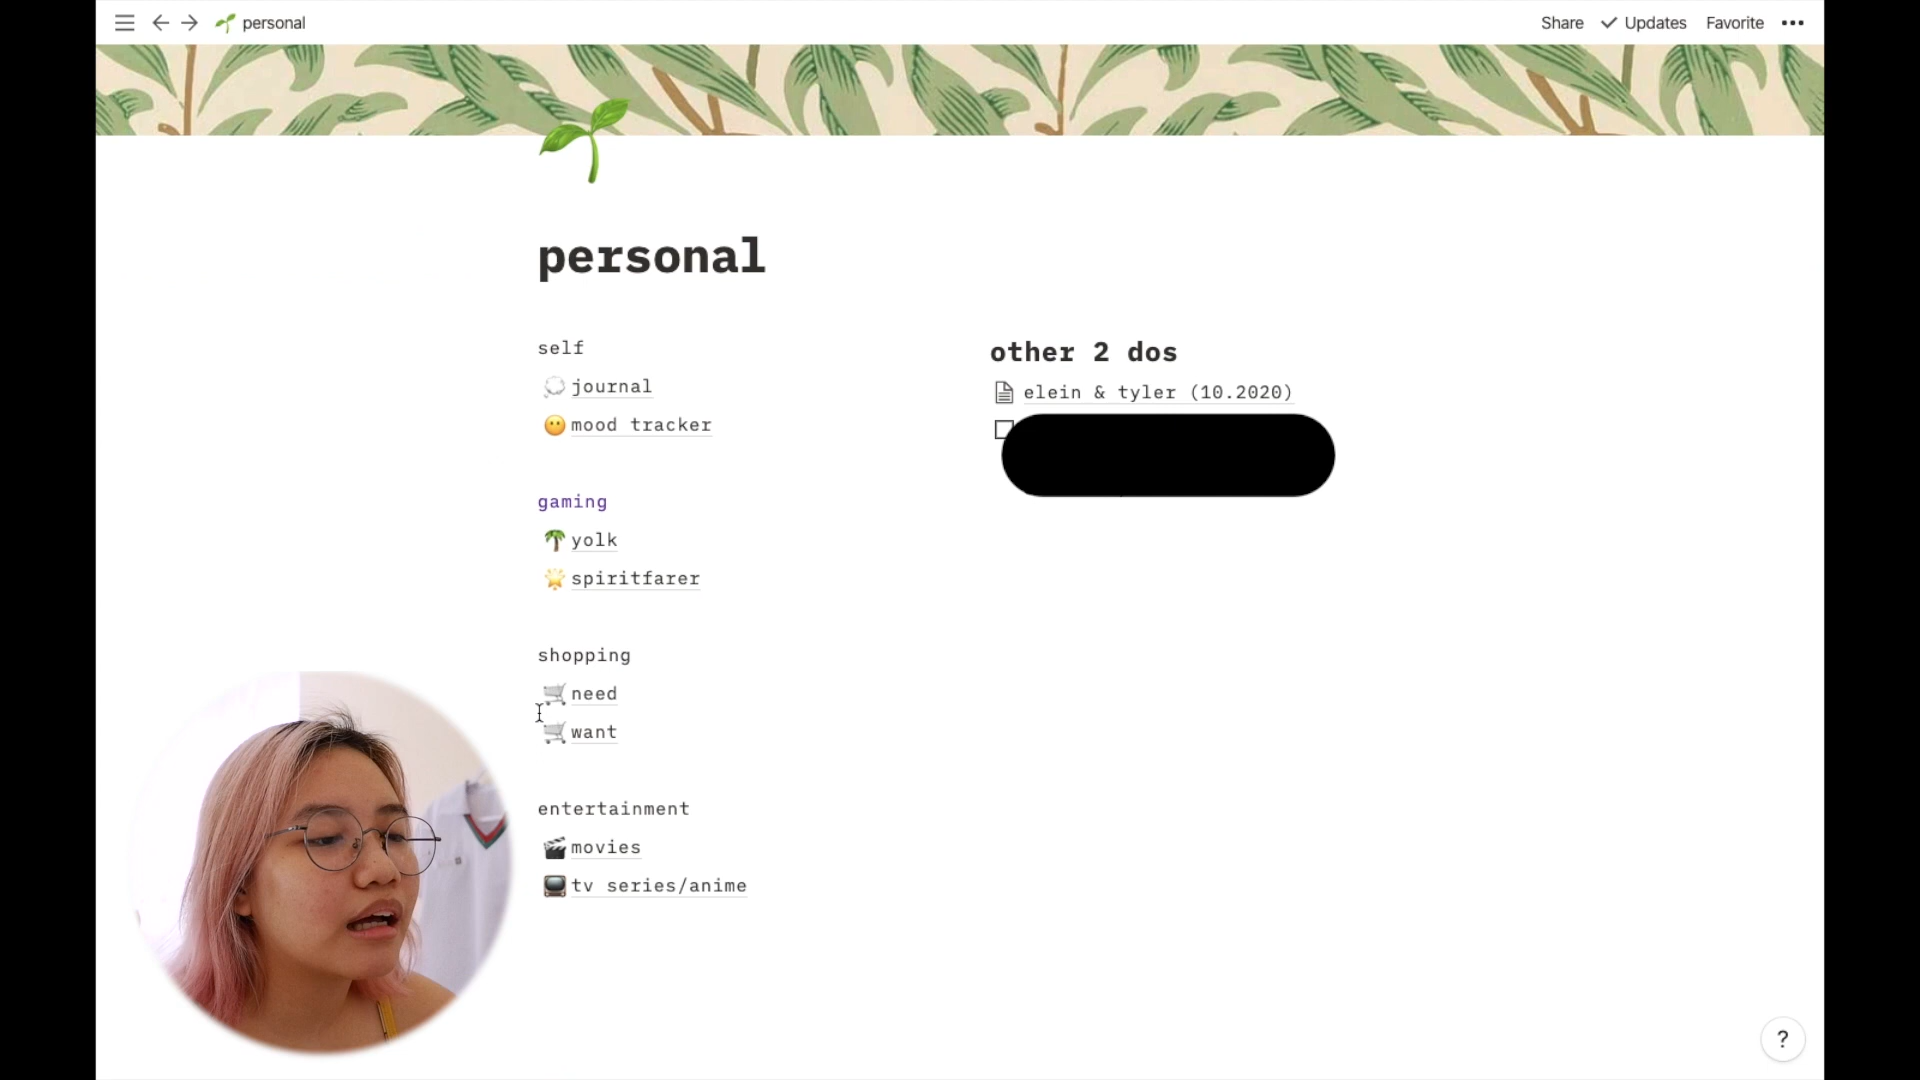 personal
Share
Updates
Favorite
personal
self
journal
mood tracker
gaming
yolk
spiritfarer
shopping
need
want
entertainment
movies
tv series/anime
other 2 dos
elein & tyler (10.2020)
?